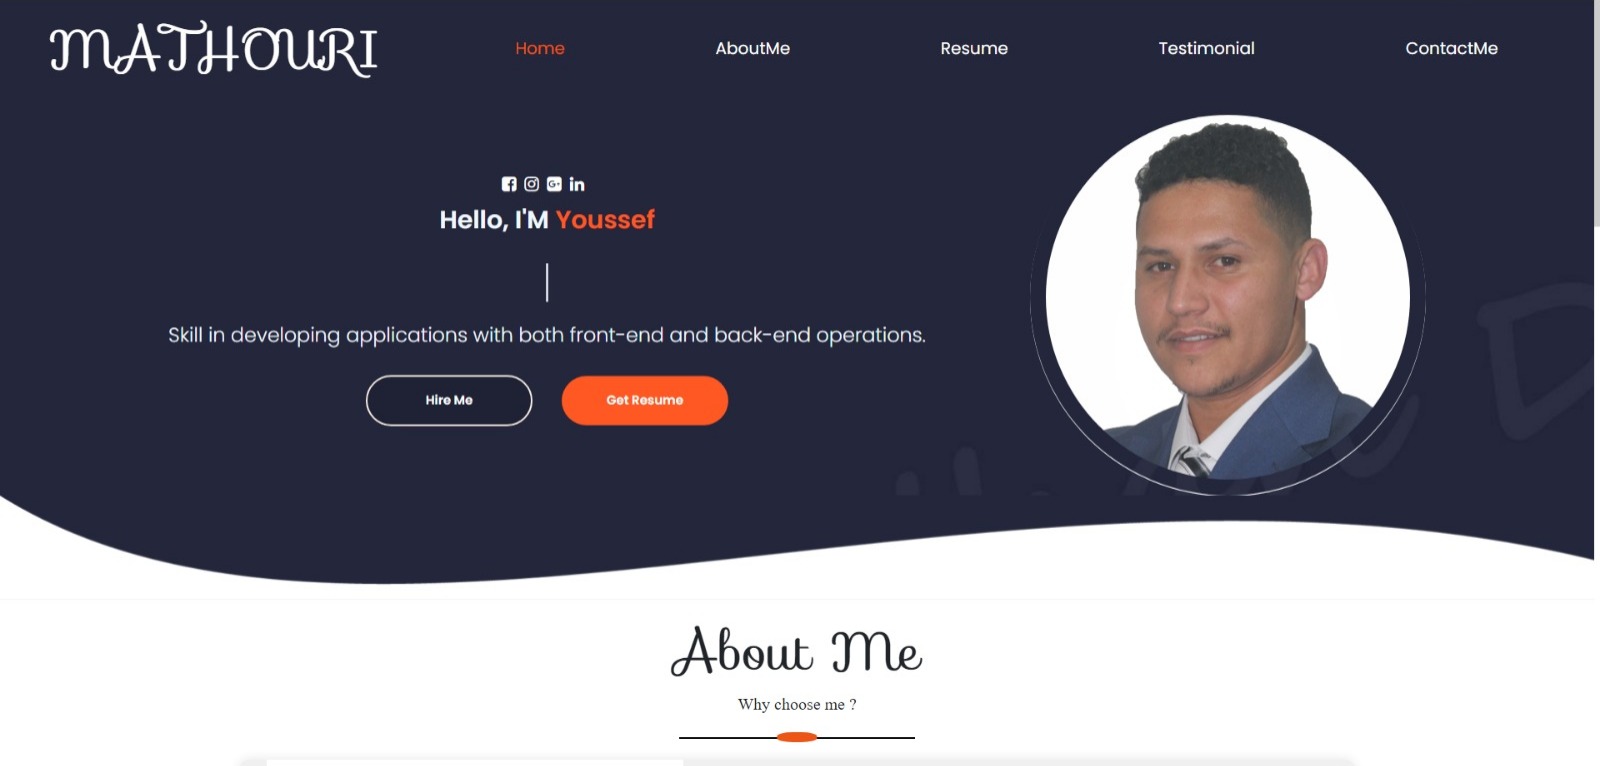 MATHOURI
Home AboutMe Resume Testimonial ContactMe
Hello, I'M Youssef
Skill in developing applications with both front-end and back-end operations.
Hire Me Get Resume
About Me
Why choose me ?